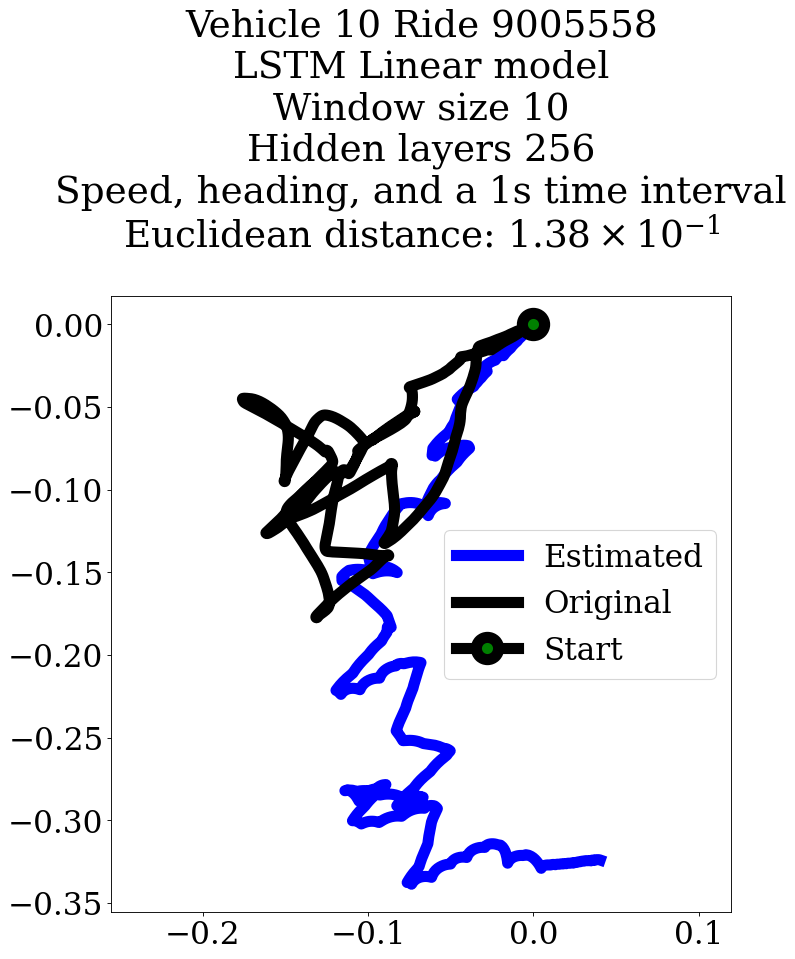 Vehicle 10 Ride 9005558
LSTM Linear model
Window size 10
Hidden layers 256
Speed, heading, and a 1s time interval
Euclidean distance: 1.38 × 10⁻¹
0.00
−0.05
−0.10
−0.15
−0.20
−0.25
−0.30
−0.35
Estimated
Original
Start
−0.2 −0.1 0.0 0.1